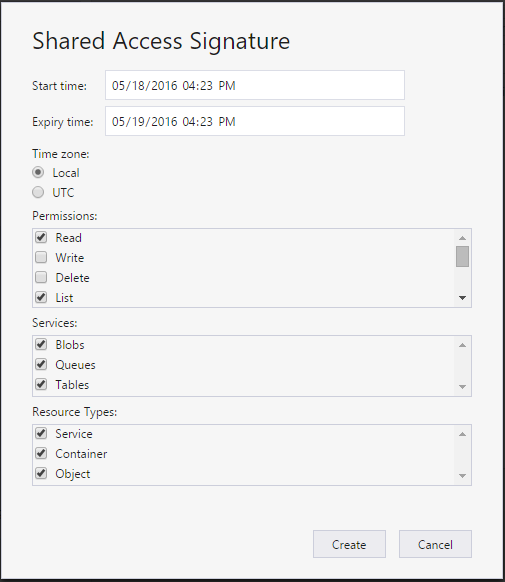 Shared Access Signature
Start time: 05/18/2016 04:23 PM
Expiry time: 05/19/2016 04:23 PM
Time zone:
Local
UTC
Permissions:
Read
Write
Delete
List
Services:
Blobs
Queues
Tables
Resource Types:
Service
Container
Object
Create Cancel